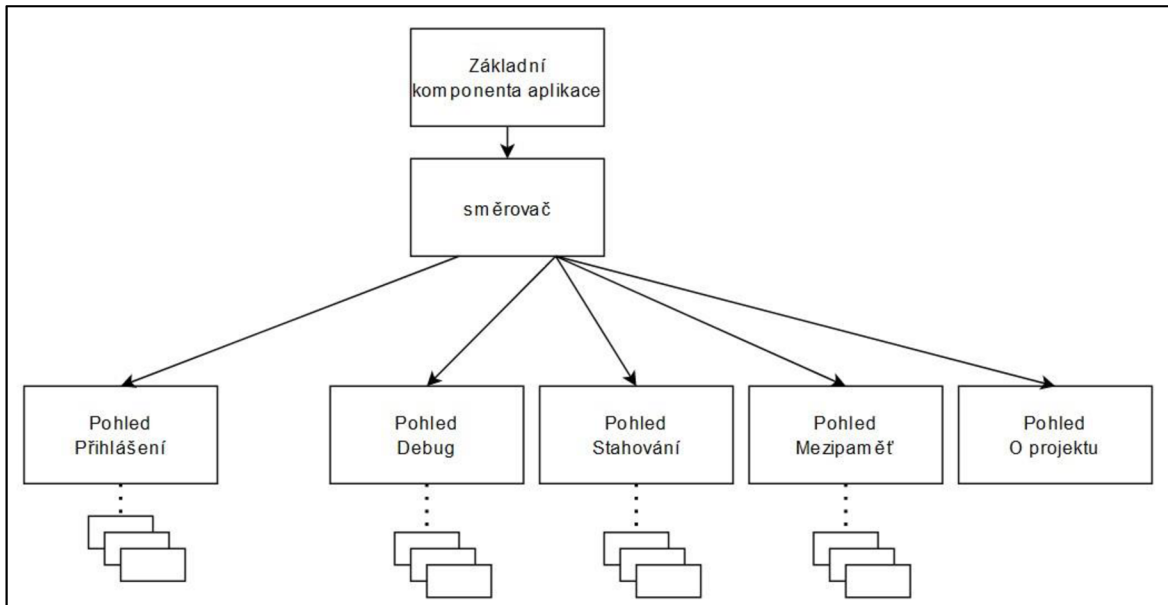 Základní
komponenta aplikace
směrovač
Pohled
Přihlášení
Pohled
Debug
Pohled
Stahování
Pohled
Mezipaměť
Pohled
O projektu